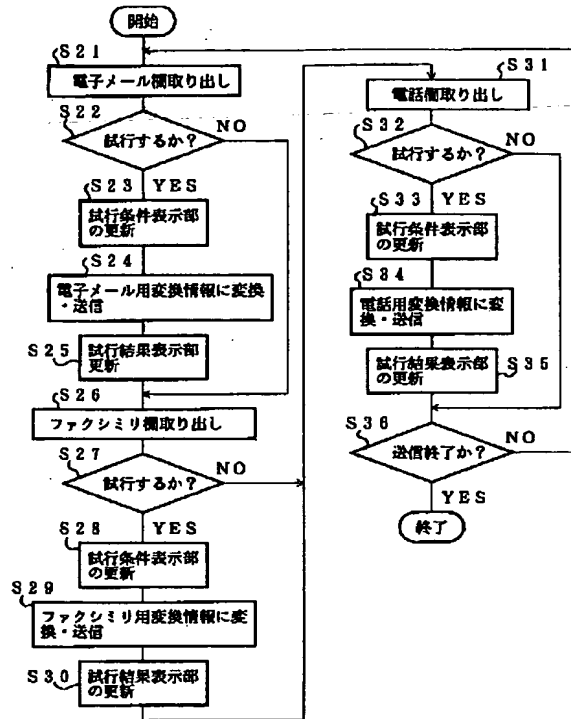 開始
S21
電子メール欄取り出し
S22
試行するか?
NO
YES
S23
試行条件表示部
の更新
S24
電子メール用変換情報に変換
・送信
S25
試行結果表示部
更新
S26
ファクシミリ欄取り出し
S27
試行するか?
NO
YES
S28
試行条件表示部
の更新
S29
ファクシミリ用変換情報に変
換・送信
S30
試行結果表示部
の更新
S31
電話欄取り出し
S32
試行するか?
NO
YES
S33
試行条件表示部
の更新
S34
電話用変換情報に変
換・送信
S35
試行結果表示部
の更新
S36
送信終了か?
NO
YES
終了